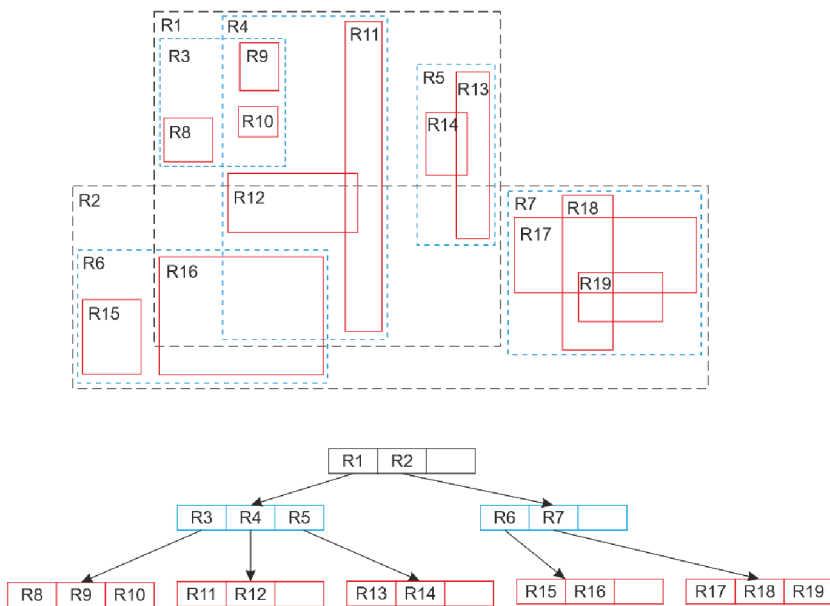 R1 R4 R11
R3 R9 R5 R13
R10 R14
R8
R2 R12 R7 R18
R17
R6 R16 R19
R15
R1 R2
R3 R4 R5 R6 R7
R8 R9 R10 R11 R12 R13 R14 R15 R16 R17 R18 R19